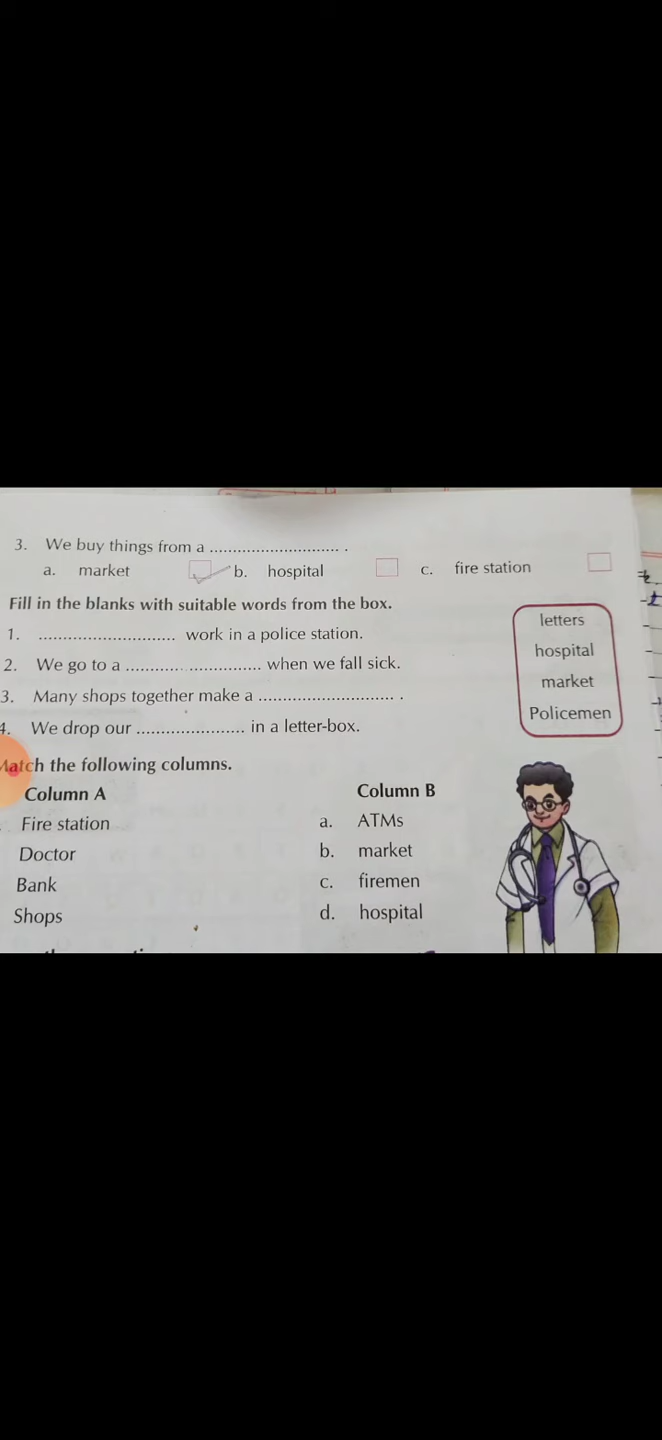 3. We buy things from a ............................ .
a. market b. hospital c. fire station
Fill in the blanks with suitable words from the box.
1. ............................. work in a police station.
2. We go to a ........... ............... when we fall sick.
3. Many shops together make a ............................. .
4. We drop our ....................... in a letter-box.
letters
hospital
market
Policemen
Match the following columns.
Column A Column B
Fire station a. ATMs
Doctor b. market
Bank c. firemen
Shops d. hospital